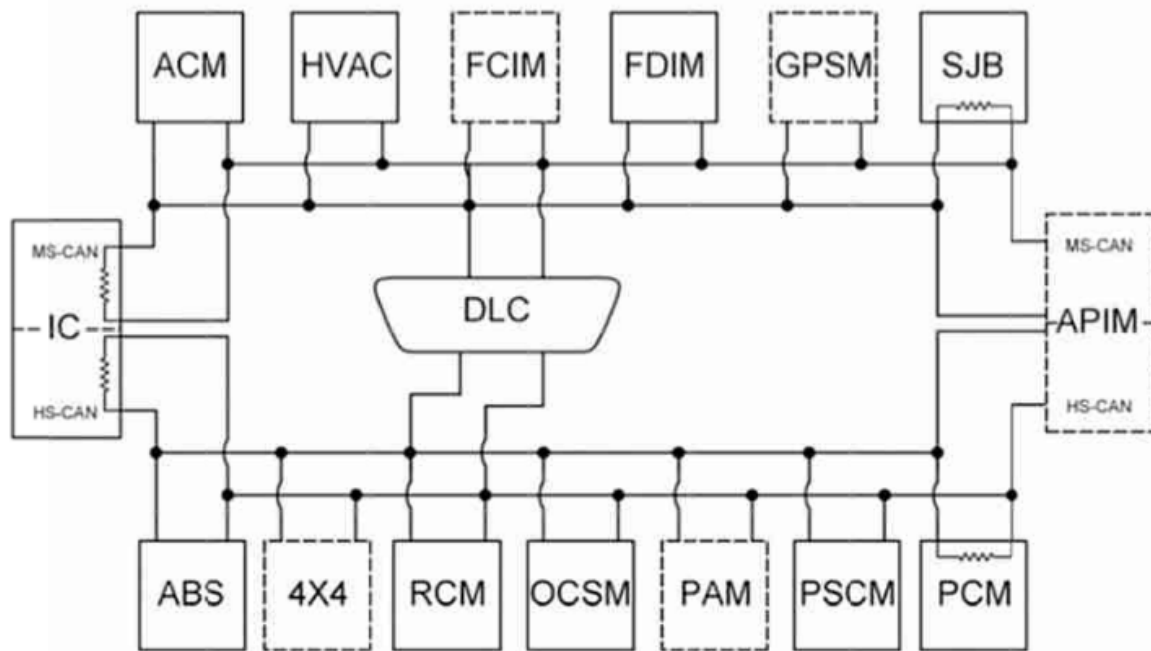 ACM
HVAC
FCIM
FDIM
GPSM
SJB
MS-CAN
IC
HS-CAN
DLC
MS-CAN
APIM
HS-CAN
ABS
4X4
RCM
OCSM
PAM
PSCM
PCM